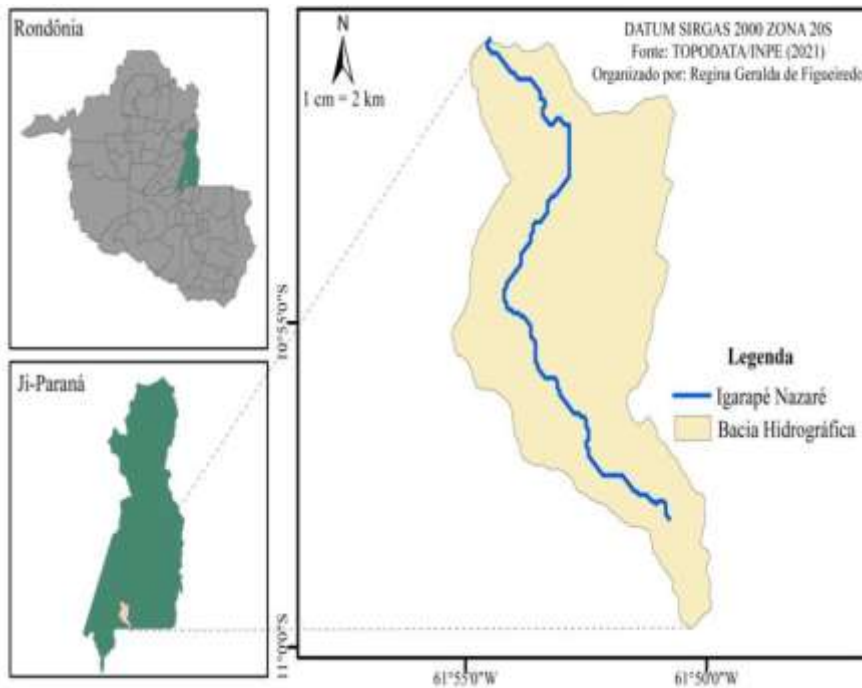 Rondônia
Ji-Paraná
N
1 cm = 2 km
DATUM SIRGAS 2000 ZONA 20S
Fonte: TOPODATA/INPE (2021)
Organizado por: Regina Geralda de Figueiredo
Legenda
Igarapé Nazaré
Bacia Hidrográfica
10°55'0"S
11°0'0"S
61°55'0"W
61°50'0"W